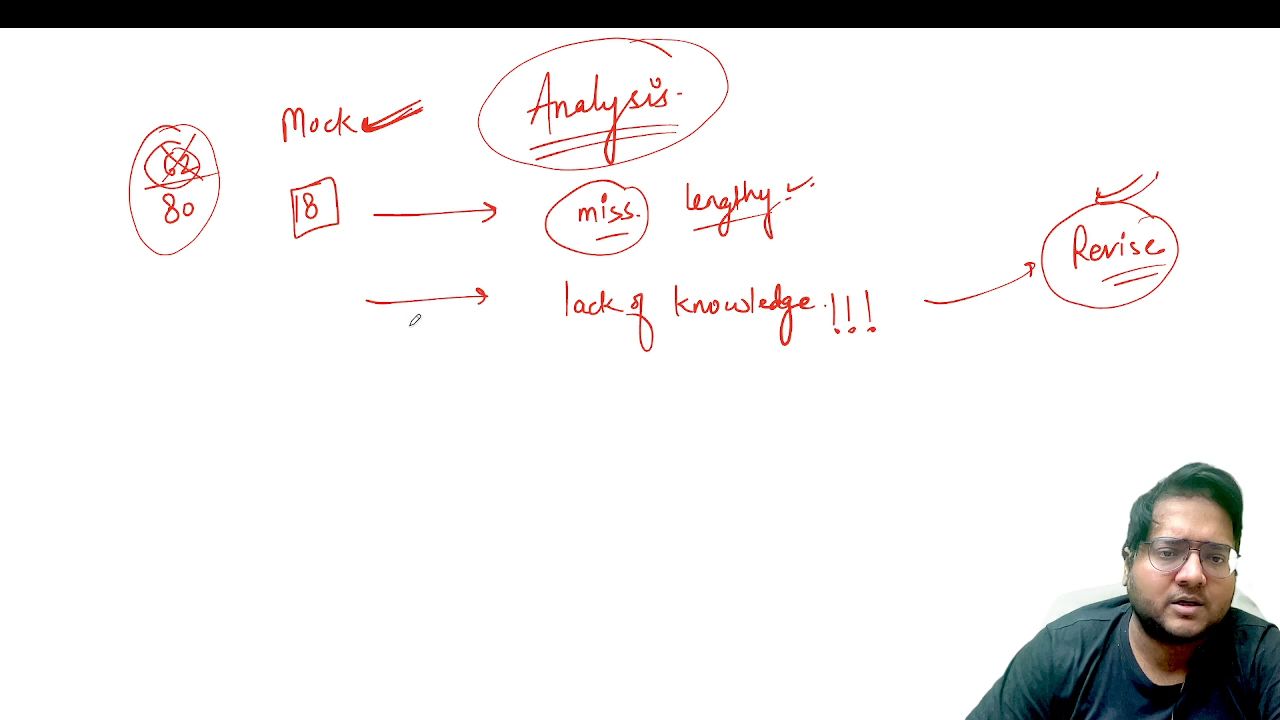 Analysis.
Mock
62
80
18
miss.
lengthy
Revise
lack of knowledge.!!!